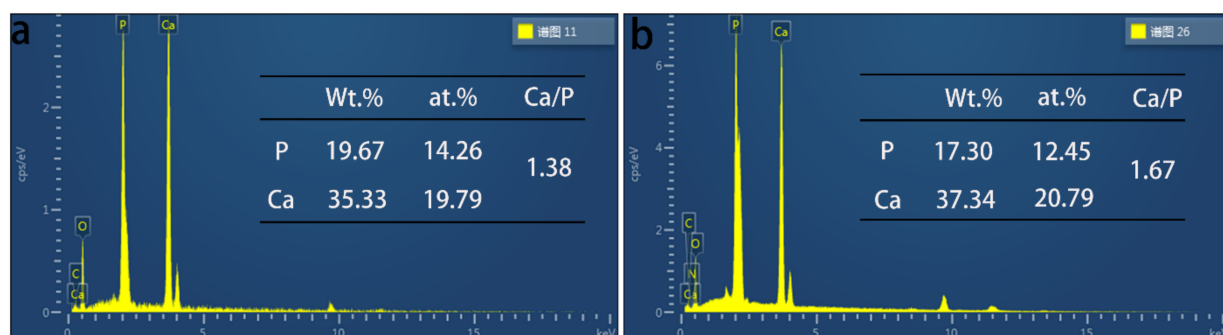 a
P
Ca
谱图 11
Wt.% at.% Ca/P
P 19.67 14.26
1.38
Ca 35.33 19.79
2
1
0
cps/eV
O
C
Ca
0 5 10 15 keV
b
P
Ca
谱图 26
Wt.% at.% Ca/P
P 17.30 12.45
1.67
Ca 37.34 20.79
6
4
2
0
cps/eV
C
O
N
Ca
0 5 10 15 keV